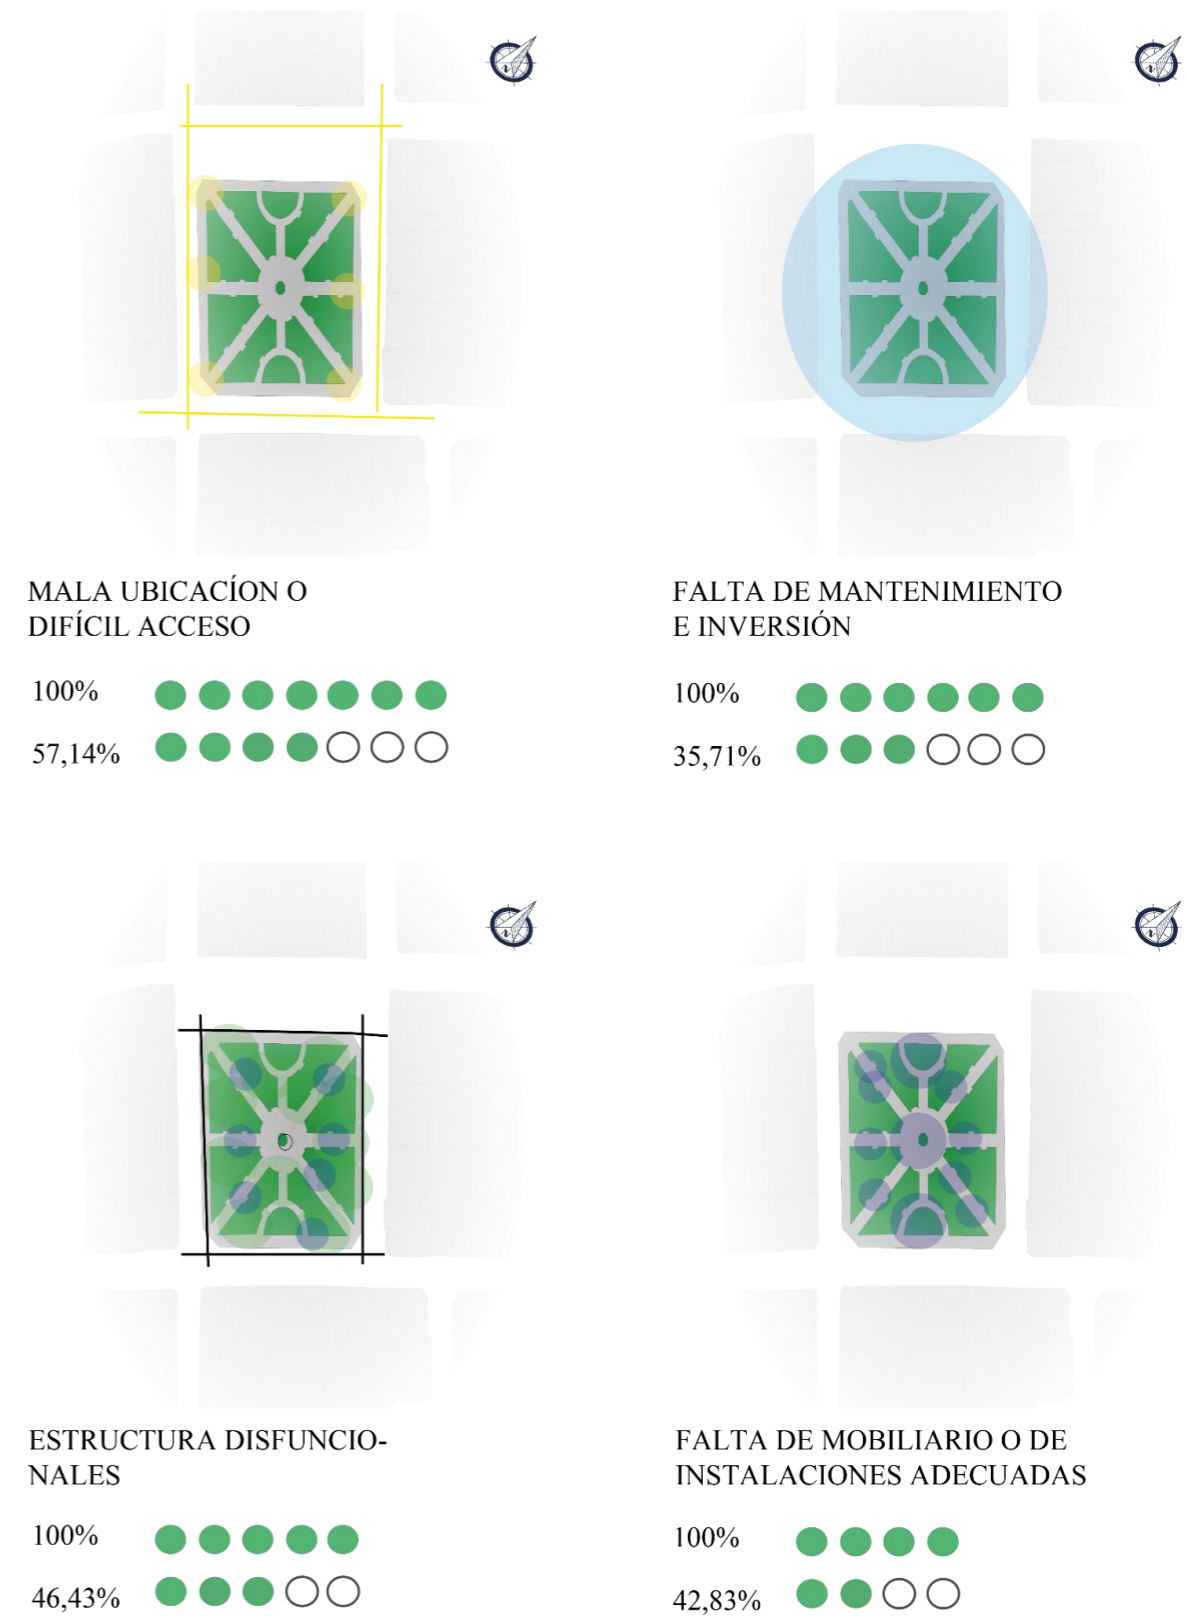 MALA UBICACÍON O
DIFÍCIL ACCESO
100%
57,14%
FALTA DE MANTENIMIENTO
E INVERSIÓN
100%
35,71%
ESTRUCTURA DISFUNCIO-
NALES
100%
46,43%
FALTA DE MOBILIARIO O DE
INSTALACIONES ADECUADAS
100%
42,83%